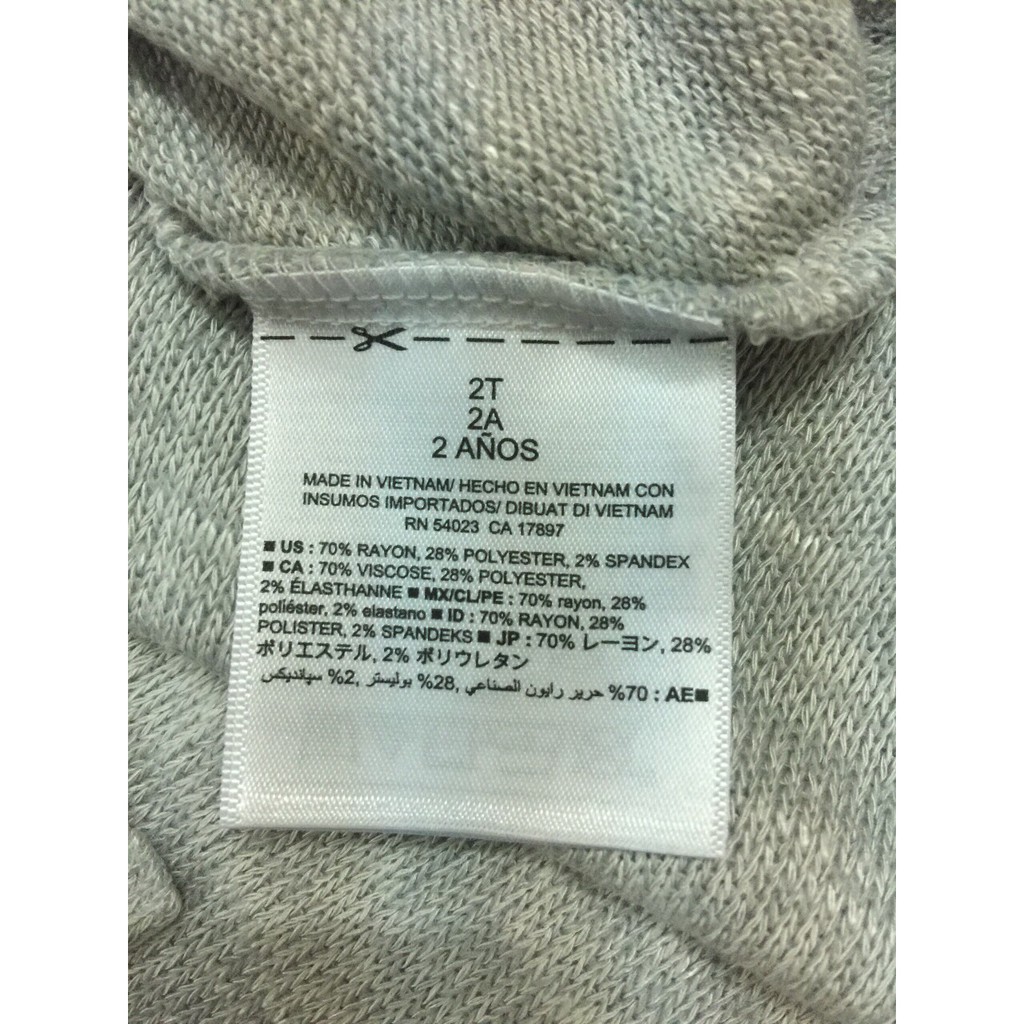 2T
2A
2 AÑOS
MADE IN VIETNAM/ HECHO EN VIETNAM CON
INSUMOS IMPORTADOS/ DIBUAT DI VIETNAM
RN 54023 CA 17897
■ US : 70% RAYON, 28% POLYESTER, 2% SPANDEX
■ CA : 70% VISCOSE, 28% POLYESTER,
2% ÉLASTHANNE ■ MX/CL/PE : 70% rayon, 28%
poliéster, 2% elastano ■ ID : 70% RAYON, 28%
POLISTER, 2% SPANDEKS ■ JP : 70% レーヨン, 28%
ポリエステル, 2% ポリウレタン
■AE : 70% حرير رايون الصناعي, 28% بوليستر, 2% سپانديكس